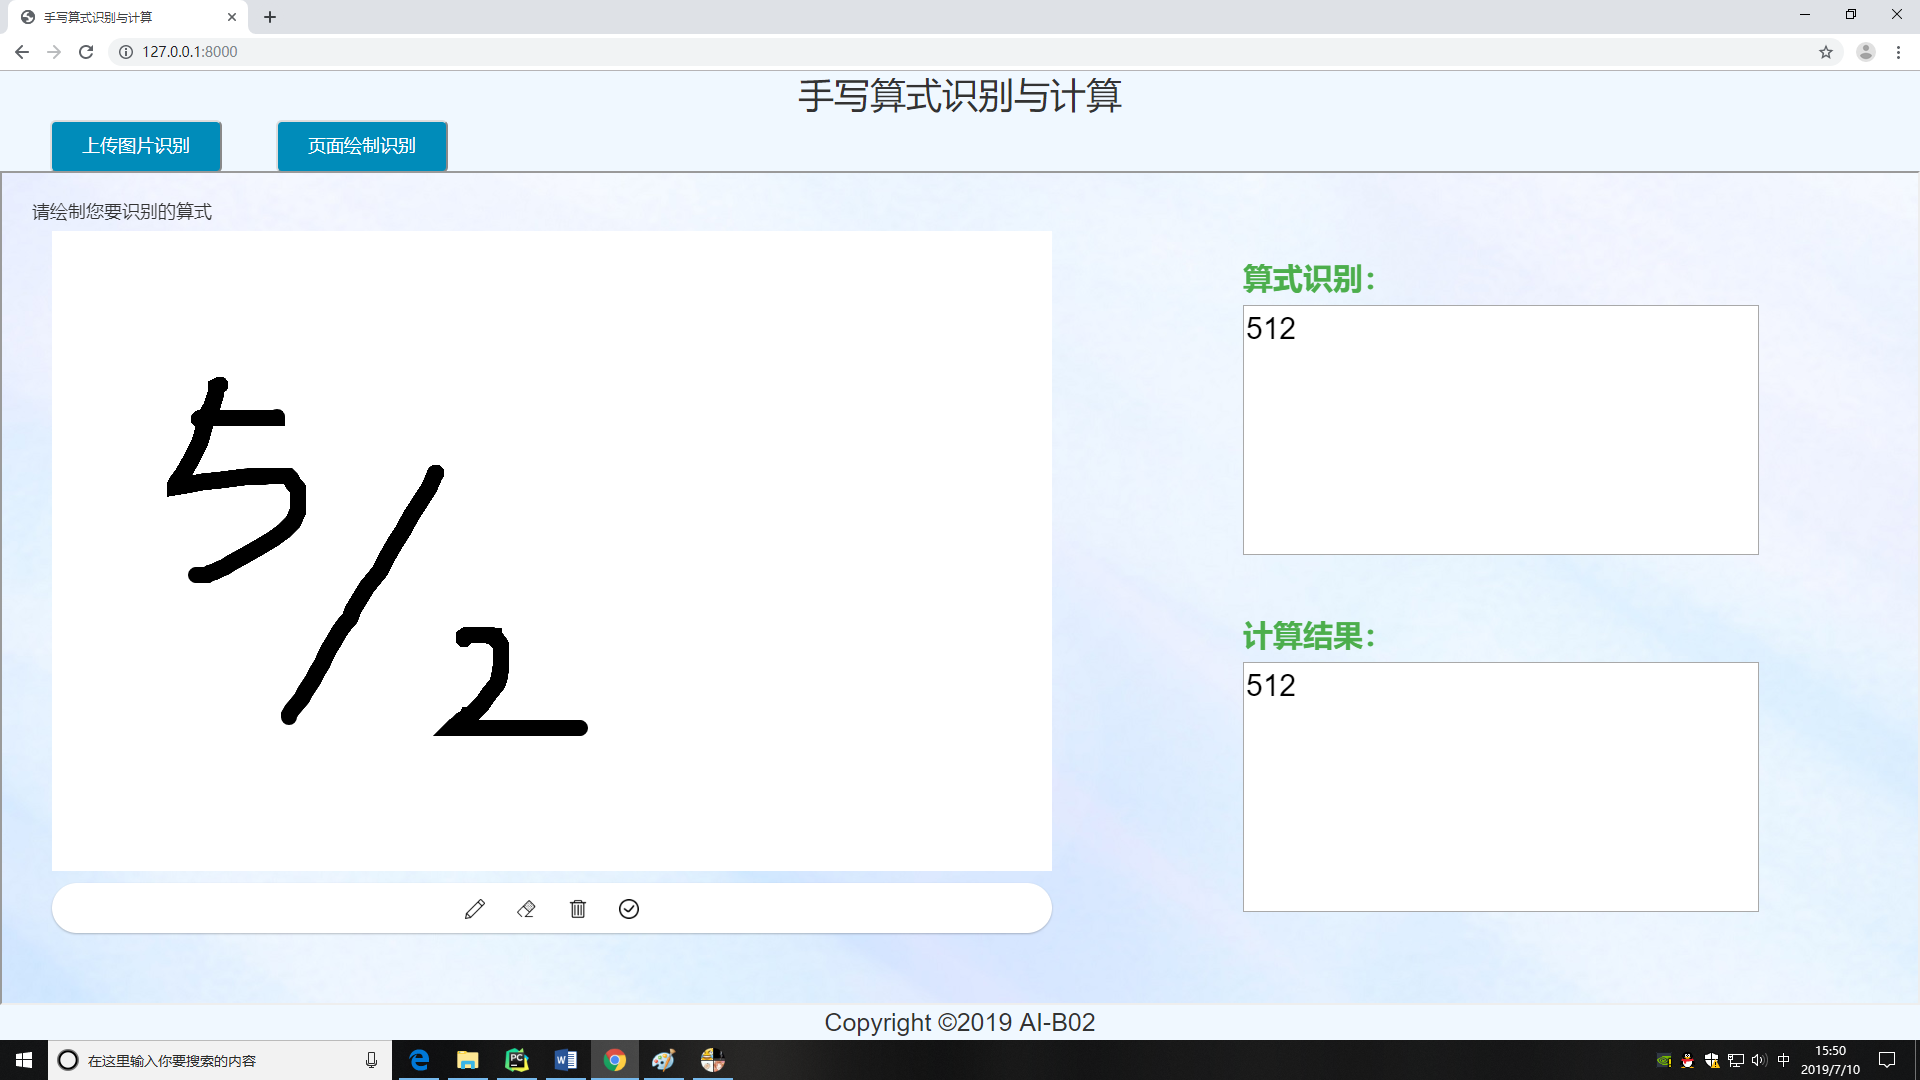 手写算式识别与计算
127.0.0.1:8000
手写算式识别与计算
上传图片识别 页面绘制识别
请绘制您要识别的算式
5/2
算式识别：
512
计算结果：
512
Copyright ©2019 AI-B02
在这里输入你要搜索的内容
中
15:50
2019/7/10